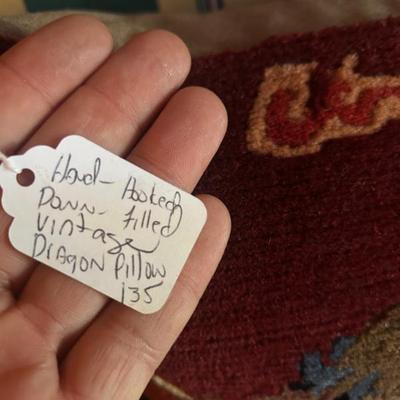 Hand-Hooked
Down-filled
Vintage
Dragon Pillow
135